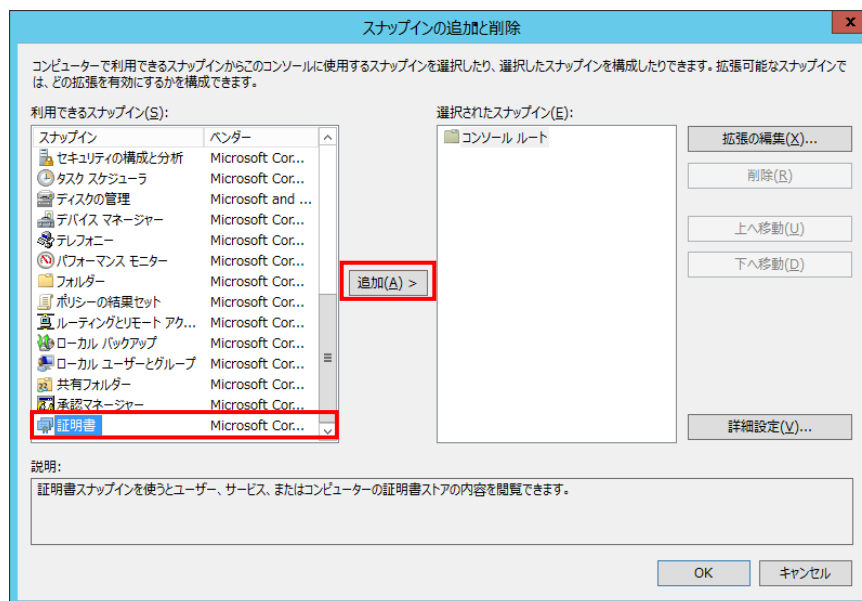 スナップインの追加と削除
x
コンピューターで利用できるスナップインからこのコンソールに使用するスナップインを選択したり、選択したスナップインを構成したりできます。拡張可能なスナップインで
は、どの拡張を有効にするかを構成できます。
利用できるスナップイン(S):
スナップイン ベンダー
セキュリティの構成と分析 Microsoft Cor...
タスク スケジューラ Microsoft Cor...
ディスクの管理 Microsoft and ...
デバイス マネージャー Microsoft Cor...
テレフォニー Microsoft Cor...
パフォーマンス モニター Microsoft Cor...
フォルダー Microsoft Cor...
ポリシーの結果セット Microsoft Cor...
ルーティングとリモート アク... Microsoft Cor...
ローカル バックアップ Microsoft Cor...
ローカル ユーザーとグループ Microsoft Cor...
共有フォルダー Microsoft Cor...
承認マネージャー Microsoft Cor...
証明書 Microsoft Cor...
追加(A) >
選択されたスナップイン(E):
コンソール ルート
拡張の編集(X)...
削除(R)
上へ移動(U)
下へ移動(D)
詳細設定(V)...
説明:
証明書スナップインを使うとユーザー、サービス、またはコンピューターの証明書ストアの内容を閲覧できます。
OK キャンセル